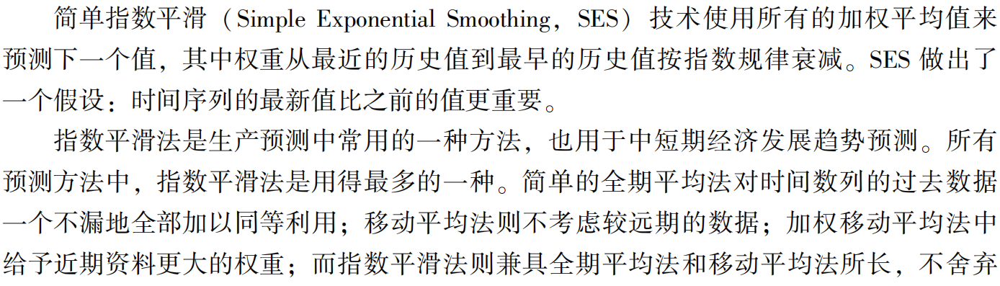 简单指数平滑（Simple Exponential Smoothing，SES）技术使用所有的加权平均值来
预测下一个值，其中权重从最近的历史值到最早的历史值按指数规律衰减。SES 做出了
一个假设：时间序列的最新值比之前的值更重要。
指数平滑法是生产预测中常用的一种方法，也用于中短期经济发展趋势预测。所有
预测方法中，指数平滑法是用得最多的一种。简单的全期平均法对时间数列的过去数据
一个不漏地全部加以同等利用；移动平均法则不考虑较远期的数据；加权移动平均法中
给予近期资料更大的权重；而指数平滑法则兼具全期平均法和移动平均法所长，不舍弃